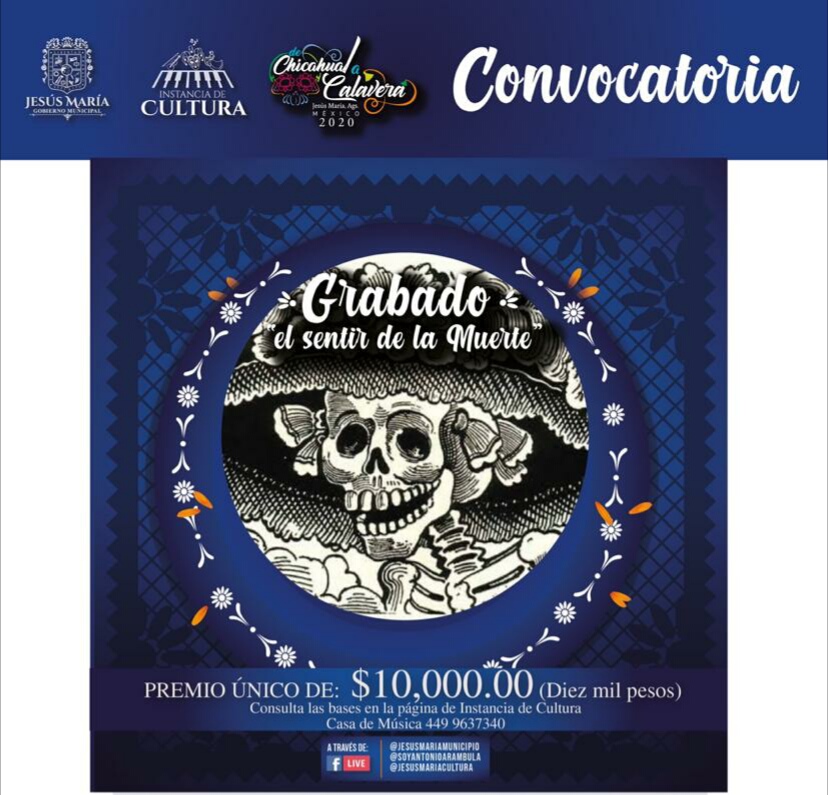 JESÚS MARÍA
GOBIERNO MUNICIPAL
INSTANCIA DE
CULTURA
de
Chicahual a
Calavera
Jesús María, Ags.
MÉXICO
2020
Convocatoria
Grabado
"el sentir de la Muerte"
PREMIO ÚNICO DE: $10,000.00 (Diez mil pesos)
Consulta las bases en la página de Instancia de Cultura
Casa de Música 449 9637340
A TRAVÉS DE:
f LIVE
@JESUSMARIAMUNICIPIO
@SOYANTONIOARAMBULA
@JESUSMARIACULTURA